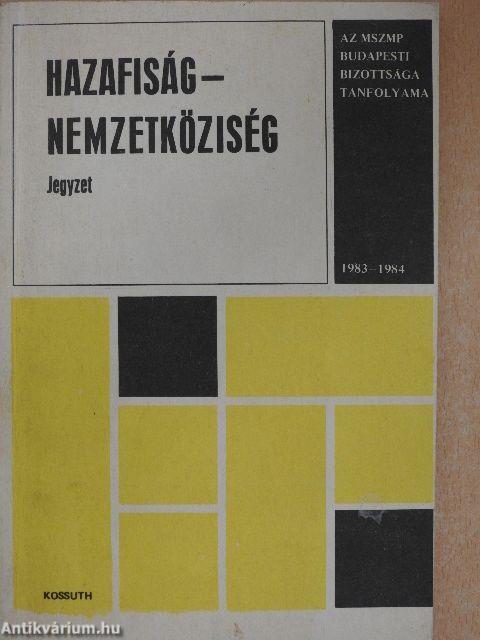 HAZAFISÁG–
NEMZETKÖZISÉG
Jegyzet
AZ MSZMP
BUDAPESTI
BIZOTTSÁGA
TANFOLYAMA
1983–1984
KOSSUTH
Antikvárium.hu